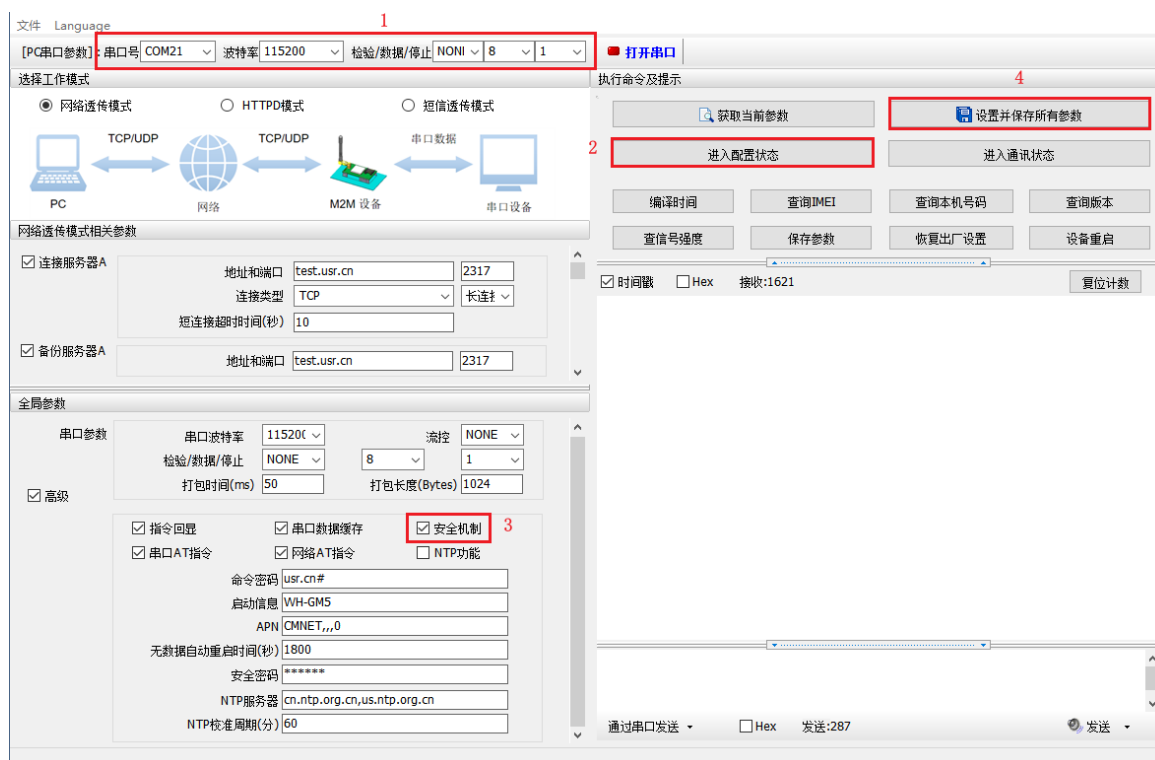 文件 Language
1
[PC串口参数]：串口号 COM21 波特率 115200 检验/数据/停止 NONI 8 1 打开串口
选择工作模式 执行命令及提示 4
网络透传模式 HTTPD模式 短信透传模式
获取当前参数 设置并保存所有参数
TCP/UDP TCP/UDP 串口数据
2 进入配置状态 进入通讯状态
PC 网络 M2M 设备 串口设备
编译时间 查询IMEI 查询本机号码 查询版本
网络透传模式相关参数
查信号强度 保存参数 恢复出厂设置 设备重启
连接服务器A
地址和端口 test.usr.cn 2317
时间戳 Hex 接收:1621 复位计数
连接类型 TCP 长连接
短连接超时时间(秒) 10
备份服务器A
地址和端口 test.usr.cn 2317
全局参数
串口参数 串口波特率 11520( 流控 NONE
检验/数据/停止 NONE 8 1
打包时间(ms) 50 打包长度(Bytes) 1024
高级
指令回显 串口数据缓存 安全机制 3
串口AT指令 网络AT指令 NTP功能
命令密码 usr.cn#
启动信息 WH-GM5
APN CMNET,,,0
无数据自动重启时间(秒) 1800
安全密码 ******
NTP服务器 cn.ntp.org.cn,us.ntp.org.cn
NTP校准周期(分) 60
通过串口发送 Hex 发送:287 发送